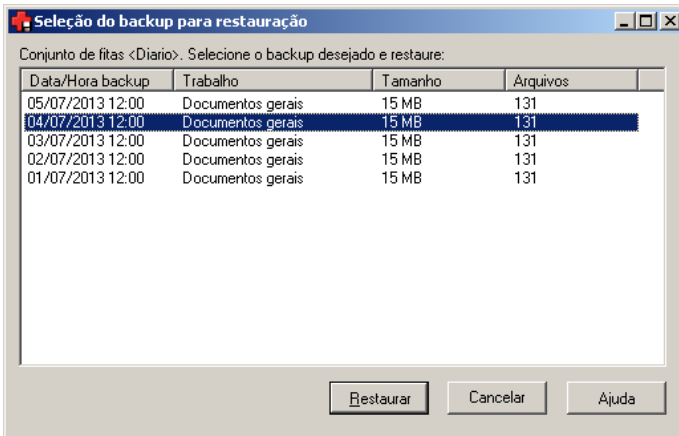 Seleção do backup para restauração
Conjunto de fitas <Diario>. Selecione o backup desejado e restaure:
Data/Hora backup Trabalho Tamanho Arquivos
05/07/2013 12:00 Documentos gerais 15 MB 131
04/07/2013 12:00 Documentos gerais 15 MB 131
03/07/2013 12:00 Documentos gerais 15 MB 131
02/07/2013 12:00 Documentos gerais 15 MB 131
01/07/2013 12:00 Documentos gerais 15 MB 131
Restaurar Cancelar Ajuda